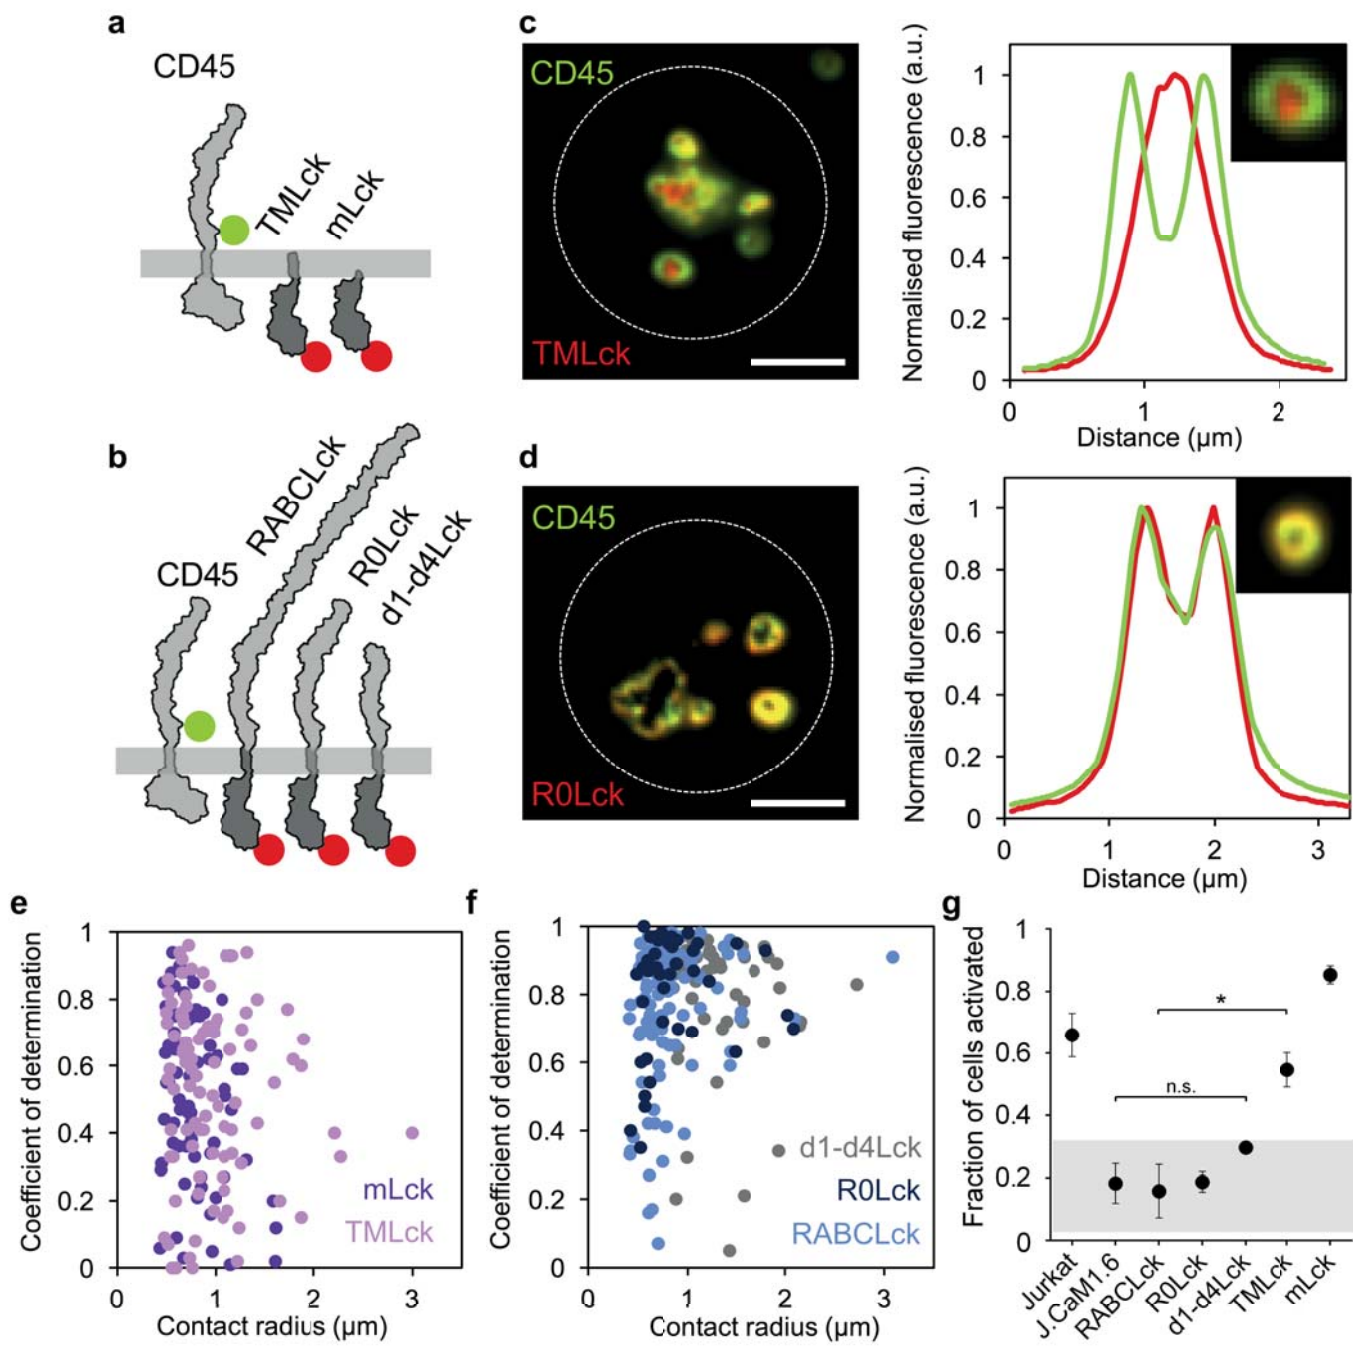 a
CD45
TMLck
mLck
b
CD45
RABCLck
R0Lck
d1-d4Lck
c
CD45
TMLck
Normalised fluorescence (a.u.)
1
0.8
0.6
0.4
0.2
0
0 1 2
Distance (µm)
d
CD45
R0Lck
Normalised fluorescence (a.u.)
1
0.8
0.6
0.4
0.2
0
0 1 2 3
Distance (µm)
e
Coefficient of determination
1
0.8
0.6
0.4
0.2
0
mLck
TMLck
0 1 2 3
Contact radius (µm)
f
Coefficient of determination
1
0.8
0.6
0.4
0.2
0
d1-d4Lck
R0Lck
RABCLck
0 1 2 3
Contact radius (µm)
g
Fraction of cells activated
1
0.8
0.6
0.4
0.2
0
*
n.s.
Jurkat
J.CaM1.6
RABCLck
R0Lck
d1-d4Lck
TMLck
mLck